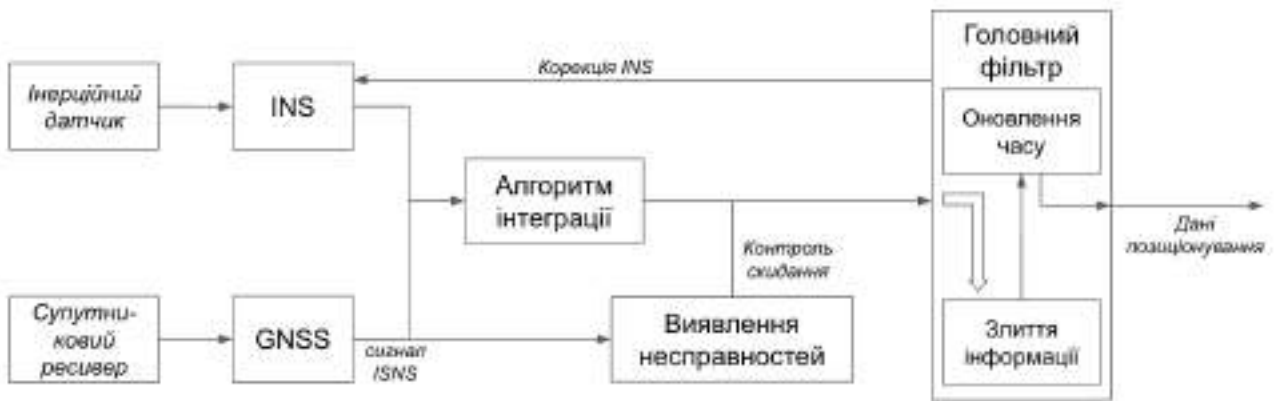 Головний
фільтр
Корекція INS
Інерційний
датчик
INS
Оновлення
часу
Алгоритм
інтеграції
Дані
позиціонування
Контроль
скидання
Супутни-
ковий
ресивер
GNSS
сигнал
ISNS
Виявлення
несправностей
Злиття
інформації